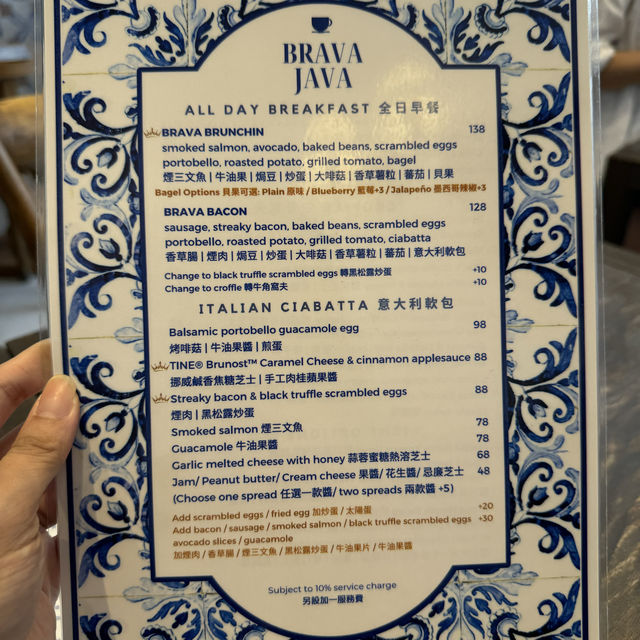 BRAVA
JAVA
ALL DAY BREAKFAST 全日早餐
BRAVA BRUNCHIN 138
smoked salmon, avocado, baked beans, scrambled eggs
portobello, roasted potato, grilled tomato, bagel
煙三文魚 | 牛油果 | 焗豆 | 炒蛋 | 大啡菇 | 香草薯粒 | 蕃茄 | 貝果
Bagel Options 貝果可選: Plain 原味 / Blueberry 藍莓+3 / Jalapeño 墨西哥辣椒+3
BRAVA BACON 128
sausage, streaky bacon, baked beans, scrambled eggs
portobello, roasted potato, grilled tomato, ciabatta
香草腸 | 煙肉 | 焗豆 | 炒蛋 | 大啡菇 | 香草薯粒 | 蕃茄 | 意大利軟包
Change to black truffle scrambled eggs 轉黑松露炒蛋 +10
Change to croffle 轉牛角窩夫 +10
ITALIAN CIABATTA 意大利軟包
Balsamic portobello guacamole egg 98
烤啡菇 | 牛油果醬 | 煎蛋
TINE® Brunost™ Caramel Cheese & cinnamon applesauce 88
挪威鹹香焦糖芝士 | 手工肉桂蘋果醬
Streaky bacon & black truffle scrambled eggs 88
煙肉 | 黑松露炒蛋
Smoked salmon 煙三文魚 78
Guacamole 牛油果醬 78
Garlic melted cheese with honey 蒜蓉蜜糖熱溶芝士 68
Jam/ Peanut butter/ Cream cheese 果醬/ 花生醬/ 忌廉芝士 48
(Choose one spread 任選一款醬/ two spreads 兩款醬 +5)
Add scrambled eggs / fried egg 加炒蛋 / 太陽蛋 +20
Add bacon / sausage / smoked salmon / black truffle scrambled eggs +30
avocado slices / guacamole
加煙肉 / 香草腸 / 煙三文魚 / 黑松露炒蛋 / 牛油果片 / 牛油果醬
Subject to 10% service charge
另設加一服務費